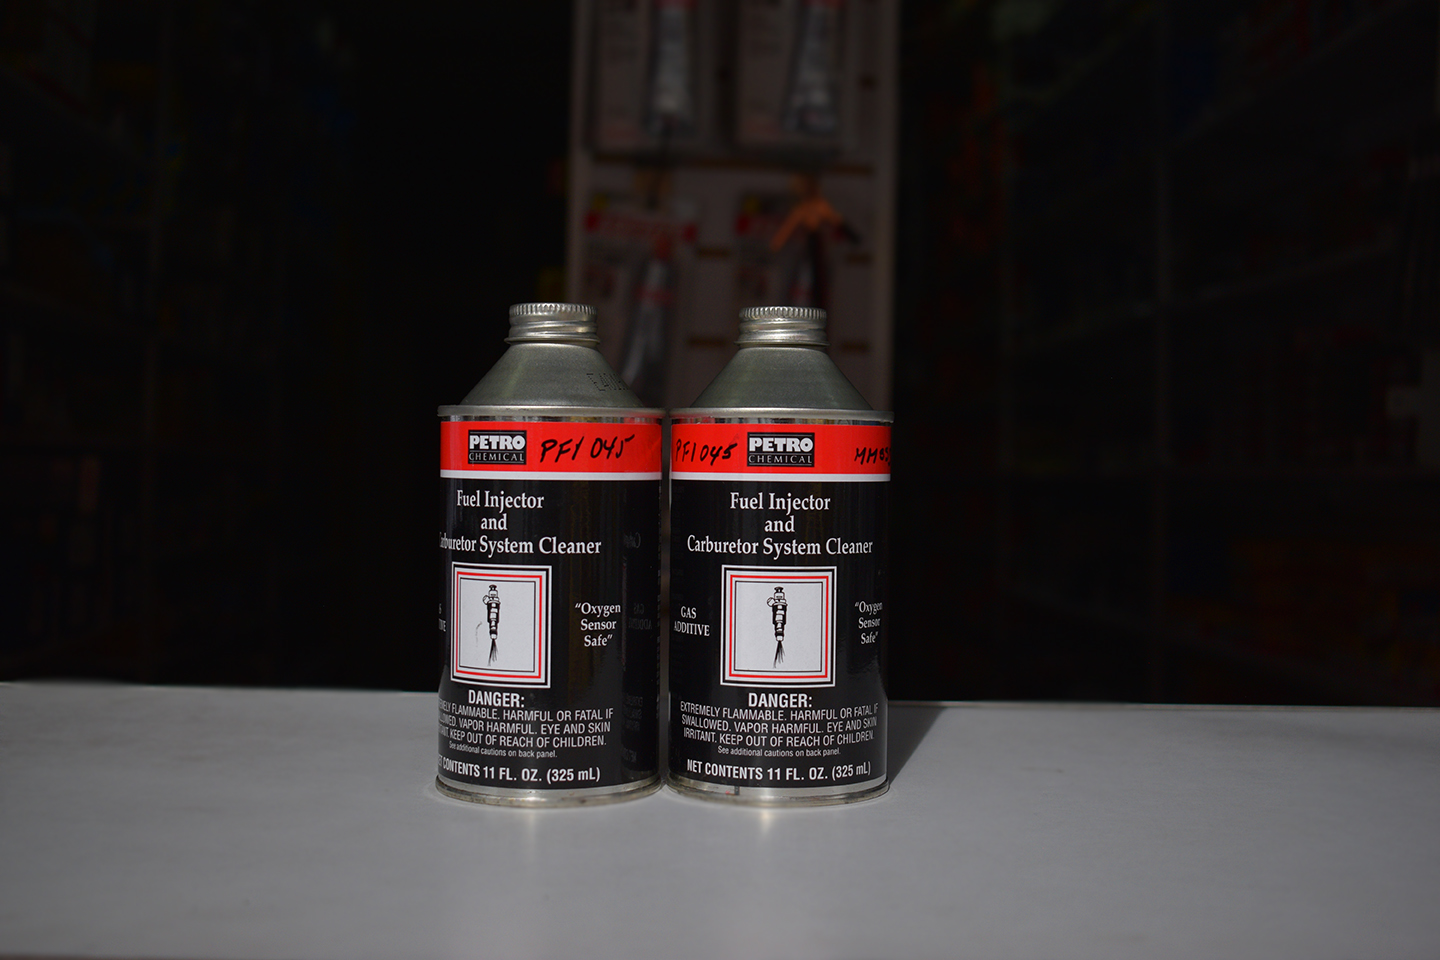 PETRO
CHEMICAL
PFI 045
Fuel Injector
and
System Cleaner
"Oxygen
Sensor
Safe"
DANGER:
FLAMMABLE. HARMFUL OR FATAL IF
VAPOR HARMFUL. EYE AND SKIN
KEEP OUT OF REACH OF CHILDREN.
See additional cautions on back panel.
CONTENTS 11 FL. OZ. (325 mL)
PFI 045
PETRO
CHEMICAL
Fuel Injector
and
Carburetor System Cleaner
GAS
ADDITIVE
"Oxygen
Sensor
Safe"
DANGER:
EXTREMELY FLAMMABLE. HARMFUL OR FATAL IF
SWALLOWED. VAPOR HARMFUL. EYE AND SKIN
IRRITANT. KEEP OUT OF REACH OF CHILDREN.
See additional cautions on back panel.
NET CONTENTS 11 FL. OZ. (325 mL)